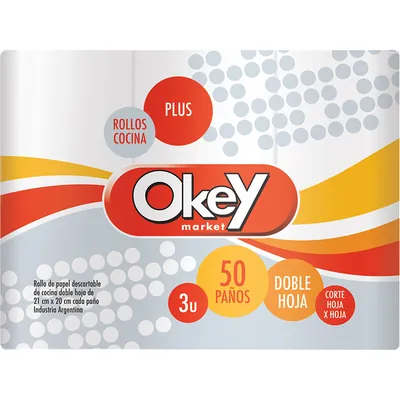 PLUS
ROLLOS
COCINA
Okey
market
Rollo de papel descartable
de cocina doble hoja de
21 cm x 20 cm cada paño
Industria Argentina
3u
50
PAÑOS
DOBLE
HOJA
CORTE
HOJA
X HOJA